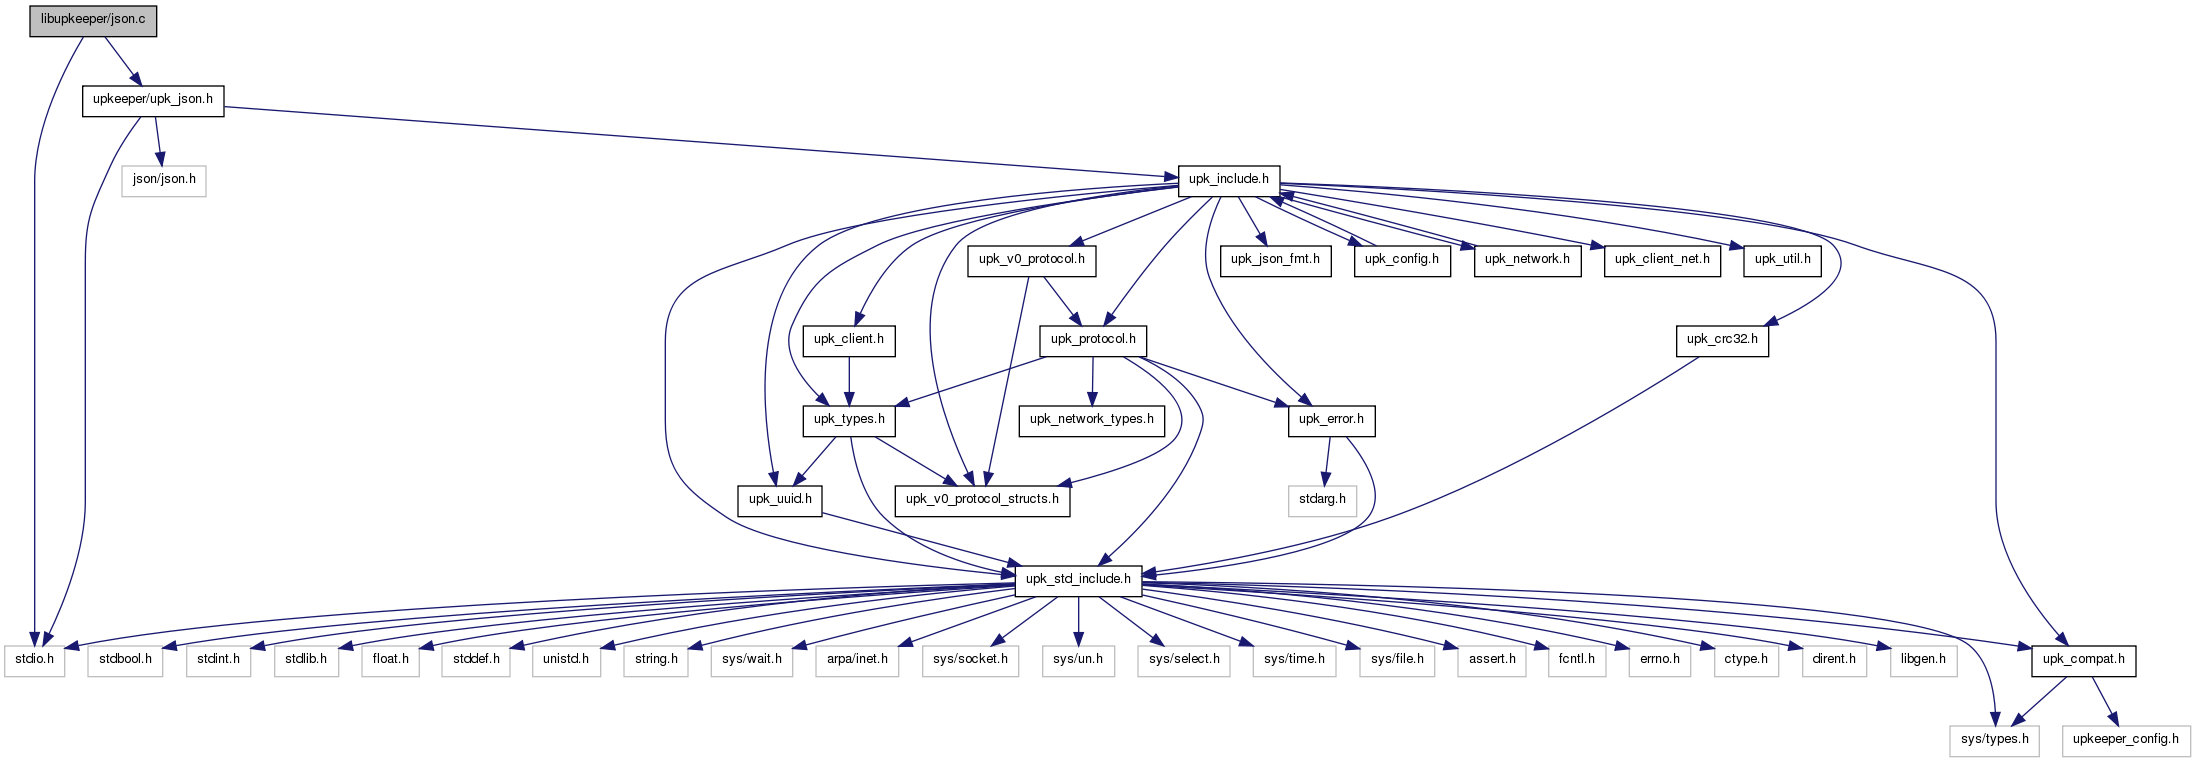 libupkeeper/json.c
upkeeper/upk_json.h
json/json.h
upk_include.h
upk_v0_protocol.h
upk_json_fmt.h
upk_config.h
upk_network.h
upk_client_net.h
upk_util.h
upk_client.h
upk_protocol.h
upk_crc32.h
upk_types.h
upk_network_types.h
upk_error.h
upk_uuid.h
upk_v0_protocol_structs.h
stdarg.h
upk_std_include.h
stdio.h
stdbool.h
stdint.h
stdlib.h
float.h
stddef.h
unistd.h
string.h
sys/wait.h
arpa/inet.h
sys/socket.h
sys/un.h
sys/select.h
sys/time.h
sys/file.h
assert.h
fcntl.h
errno.h
ctype.h
dirent.h
libgen.h
upk_compat.h
sys/types.h
upkeeper_config.h